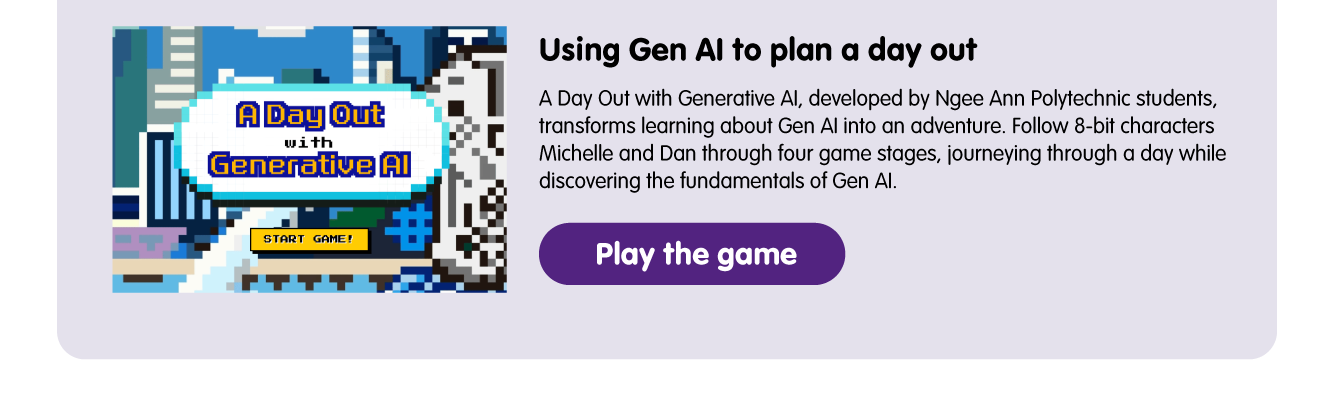 A Day Out
with
Generative AI
START GAME!
Using Gen AI to plan a day out
A Day Out with Generative AI, developed by Ngee Ann Polytechnic students,
transforms learning about Gen AI into an adventure. Follow 8-bit characters
Michelle and Dan through four game stages, journeying through a day while
discovering the fundamentals of Gen AI.
Play the game